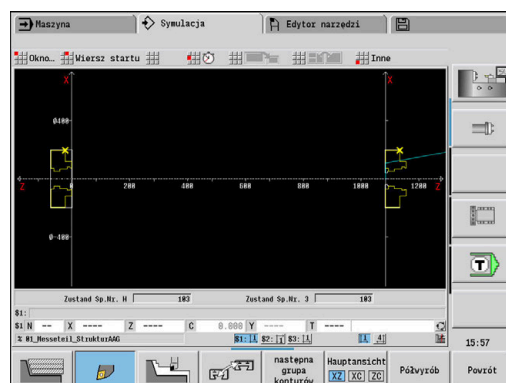 Maszyna Symulacja Edytor narzędzi
Okno… Wiersz startu Inne
X X
Ø400
Z 0 200 400 600 800 1000 1200 Z
Ø-400
Zustand Sp.Nr. H 103 Zustand Sp.Nr. 3 103
$1:
$1 N -- X ---- Z ---- C 0.000 Y ---- T ----
% 01_Messeteil_StrukturAAG $1: $2: $3:
15:57
T
następna grupa konturów
Hauptansicht
XZ XC ZC
Półwyrób
Powrót